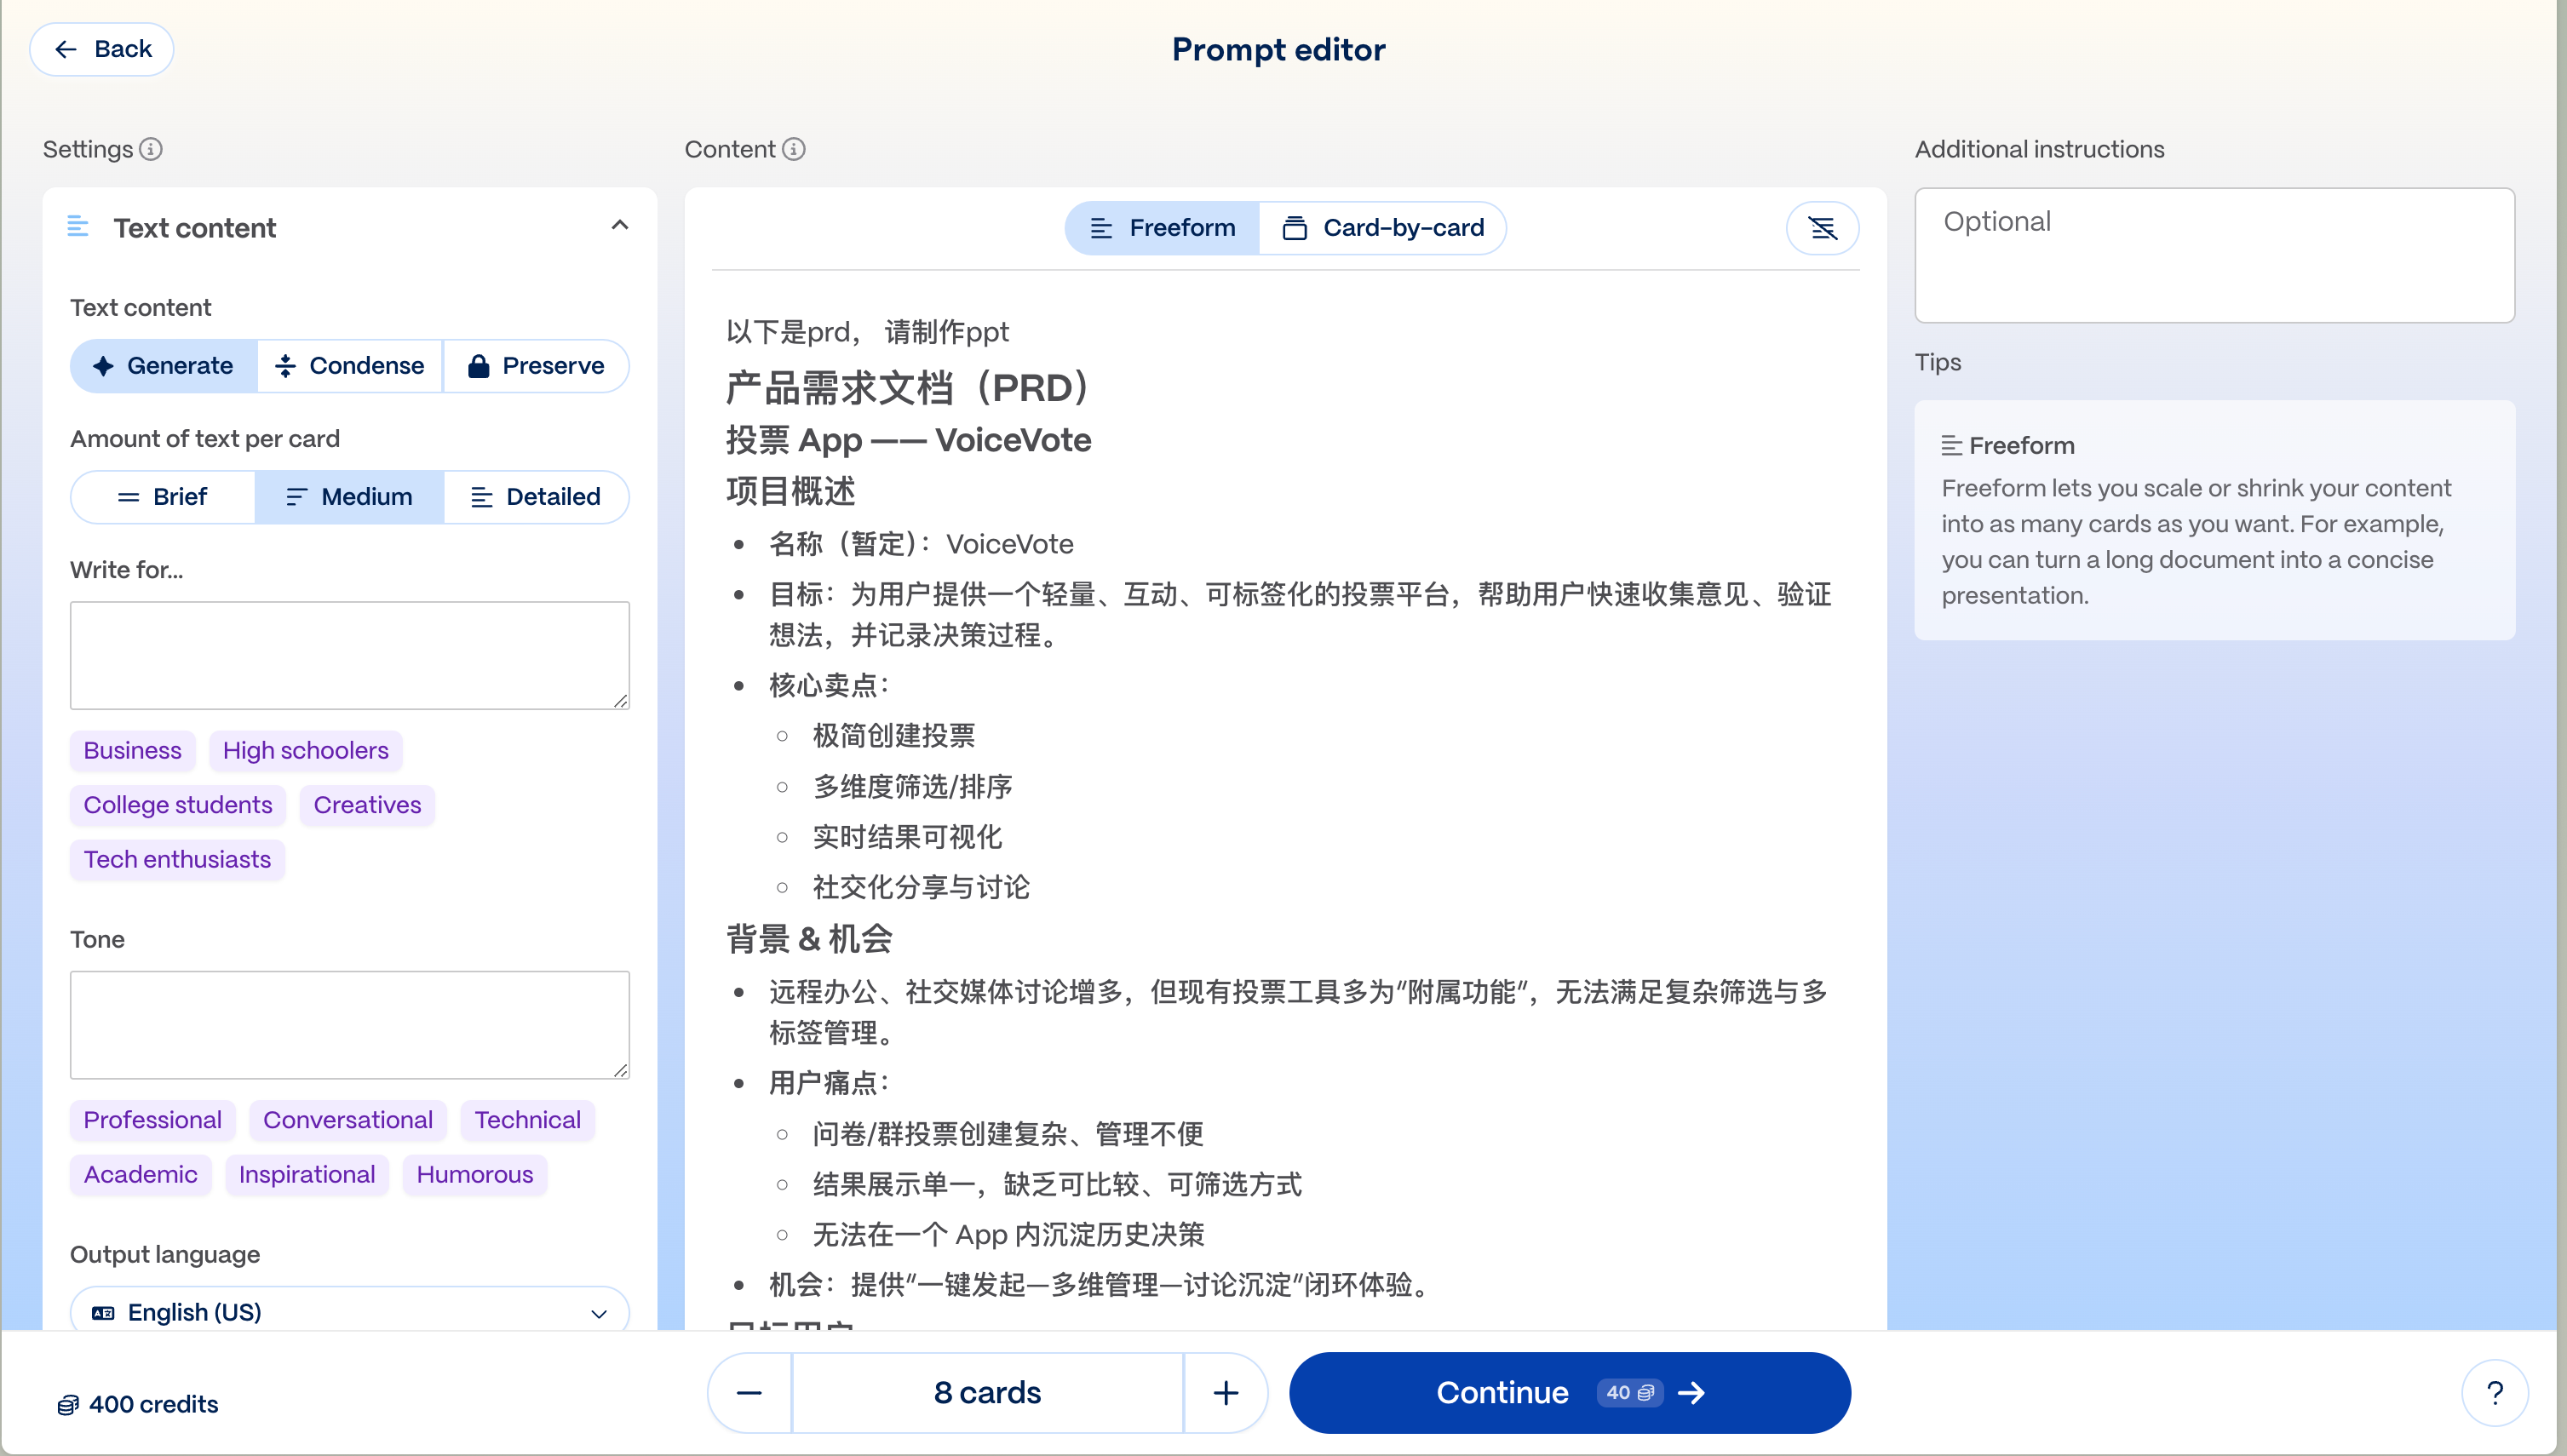 Back
Prompt editor
Settings
Text content
Text content
Generate
Condense
Preserve
Amount of text per card
Brief
Medium
Detailed
Write for...
Business
High schoolers
College students
Creatives
Tech enthusiasts
Tone
Professional
Conversational
Technical
Academic
Inspirational
Humorous
Output language
English (US)
400 credits
Content
Freeform
Card-by-card
以下是prd， 请制作ppt
产品需求文档（PRD）
投票 App —— VoiceVote
项目概述
名称（暂定）：VoiceVote
目标：为用户提供一个轻量、互动、可标签化的投票平台，帮助用户快速收集意见、验证
想法，并记录决策过程。
核心卖点：
极简创建投票
多维度筛选/排序
实时结果可视化
社交化分享与讨论
背景 & 机会
远程办公、社交媒体讨论增多，但现有投票工具多为“附属功能”，无法满足复杂筛选与多
标签管理。
用户痛点：
问卷/群投票创建复杂、管理不便
结果展示单一，缺乏可比较、可筛选方式
无法在一个 App 内沉淀历史决策
机会：提供“一键发起—多维管理—讨论沉淀”闭环体验。
目标用户
8 cards
Continue
40
Additional instructions
Optional
Tips
Freeform
Freeform lets you scale or shrink your content
into as many cards as you want. For example,
you can turn a long document into a concise
presentation.
?